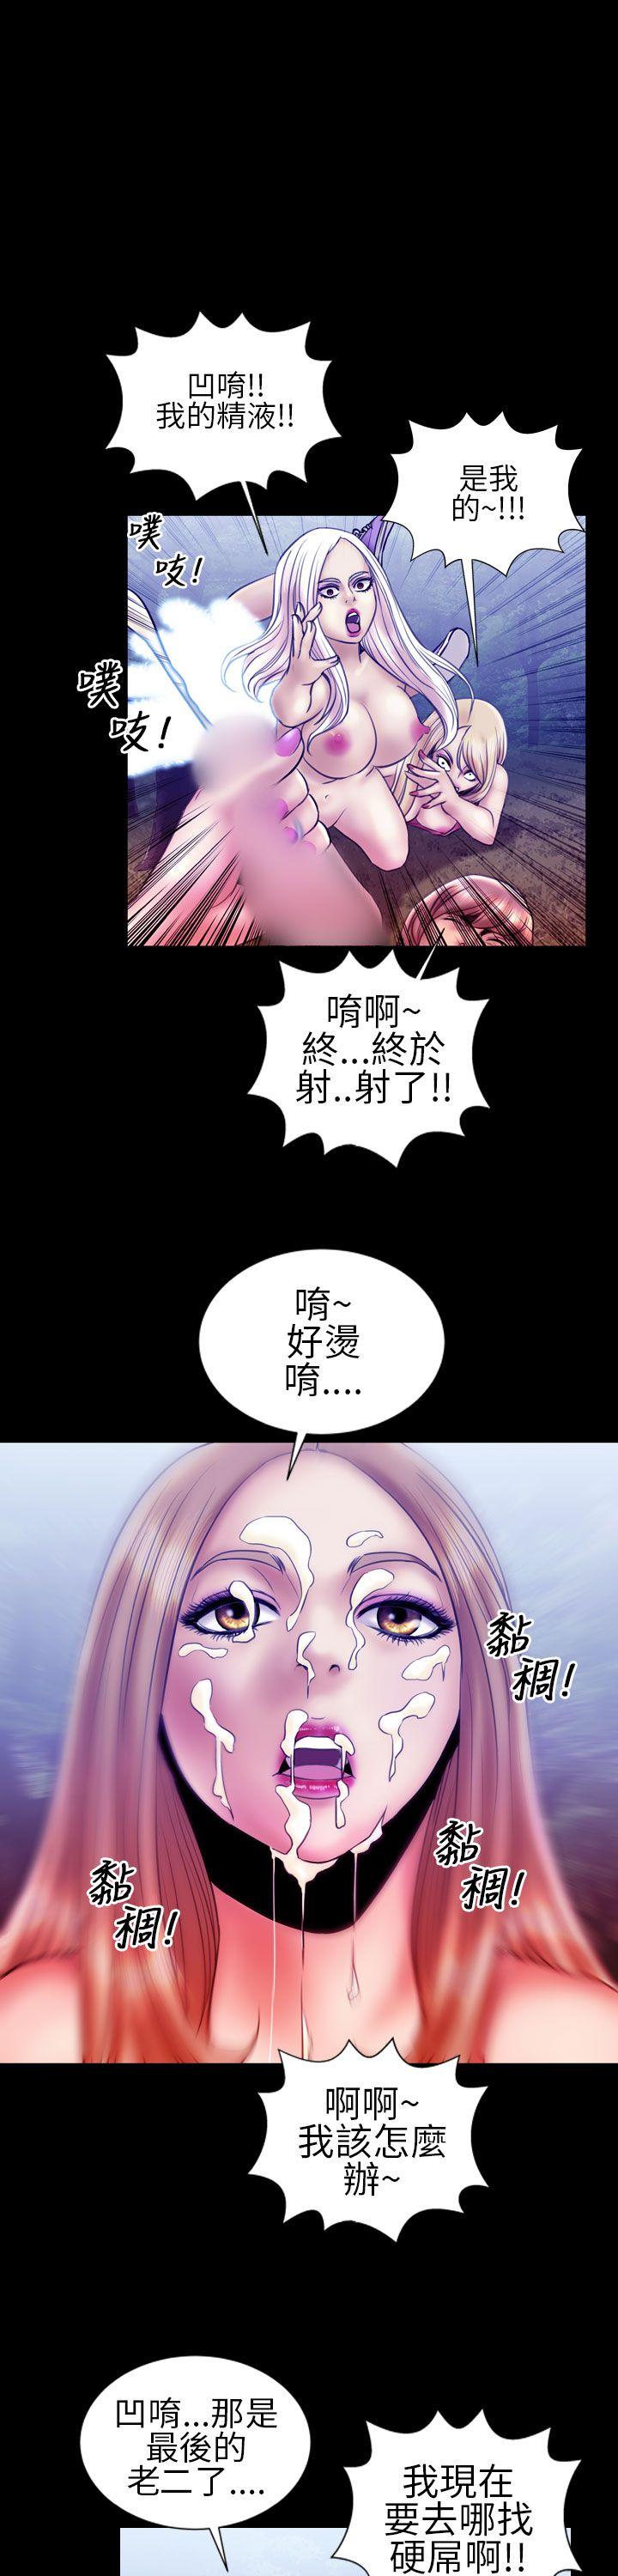 凹唷!!
我的精液!!
是我
的~!!!
噗
吱!
噗
吱!
唷啊~
終...終於
射..射了!!
唷~
好燙
唷....
黏
稠!
黏
稠!
黏
稠!
啊啊~
我該怎麼
辦~
凹唷...那是
最後的
老二了....
我現在
要去哪找
硬屌啊!!